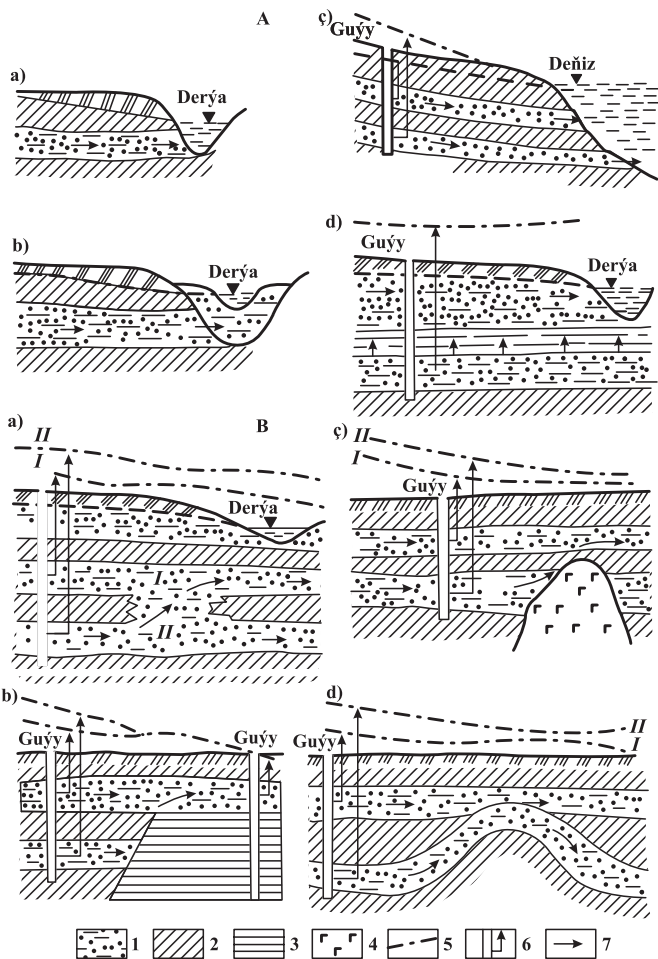 A
a)
Derýa
ç)
Guýy
Deňiz
b)
Derýa
d)
Guýy
Derýa
B
a)
II
I
Derýa
I
II
ç)
II
I
Guýy
b)
Guýy
Guýy
d)
Guýy
II
I
1 2 3 4 5 6 7